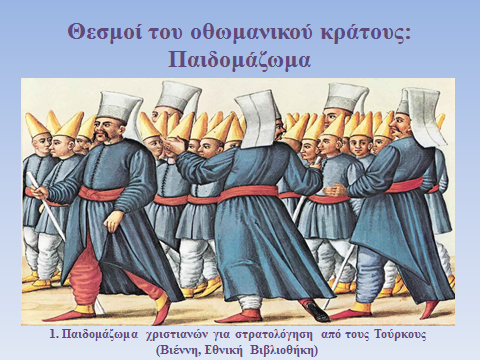 Θεσμοί του οθωμανικού κράτους:
Παιδομάζωμα
1. Παιδομάζωμα χριστιανών για στρατολόγηση από τους Τούρκους
(Βιέννη, Εθνική Βιβλιοθήκη)